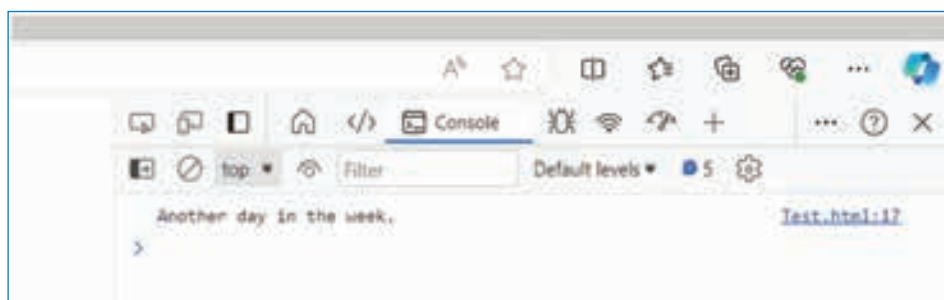 Console
top Filter Default levels 5
Another day in the week. Test.html:17
>